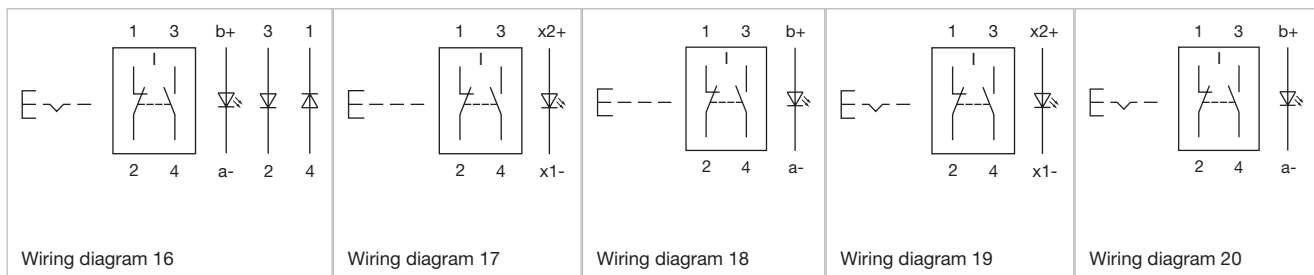 1 3 b+ 3 1
I
2 4 a- 2 4
Wiring diagram 16
1 3 x2+
I
2 4 x1-
Wiring diagram 17
1 3 b+
I
2 4 a-
Wiring diagram 18
1 3 x2+
I
2 4 x1-
Wiring diagram 19
1 3 b+
I
2 4 a-
Wiring diagram 20